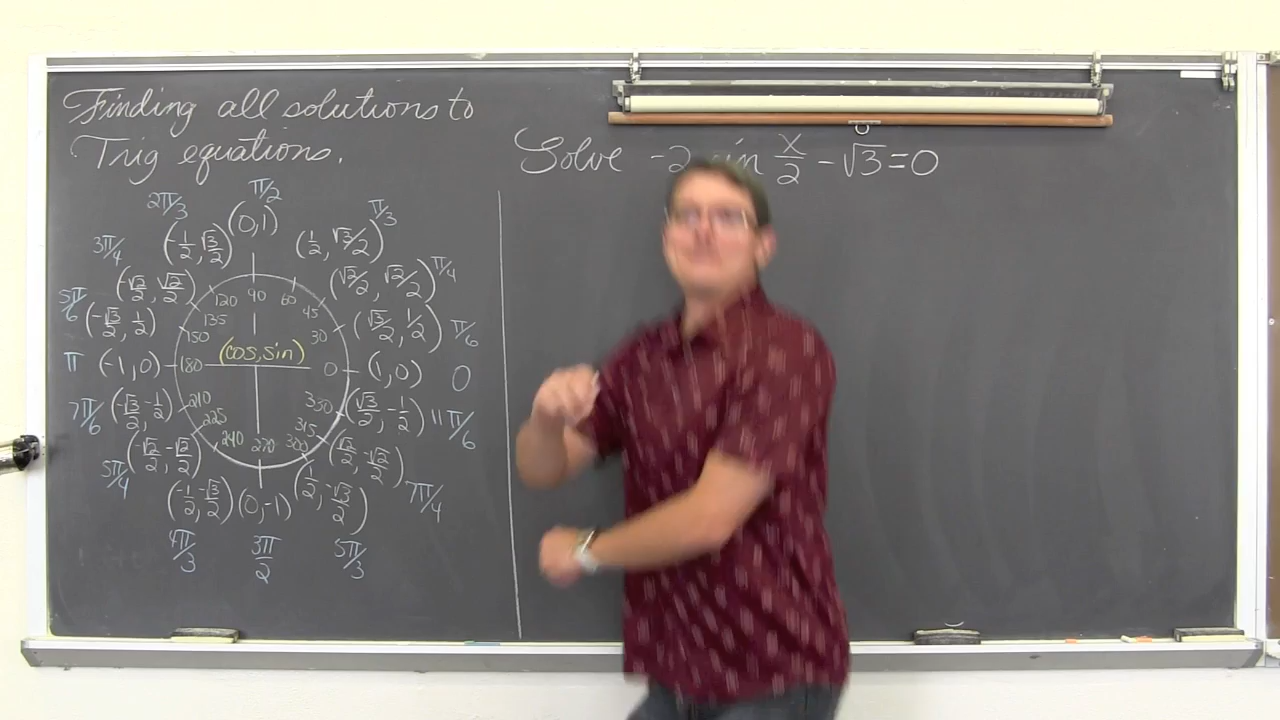 Finding all solutions to
Trig equations.
Solve -2 in x/2 - √3 = 0
π/2
2π/3
(0,1)
π/3
(-1/2, √3/2)
(1/2, √3/2)
3π/4
(-√2/2, √2/2)
(√2/2, √2/2)
π/4
120 90 60
135 45
5π/6
(-√3/2, 1/2)
150 30
(√3/2, 1/2)
π/6
(cos, sin)
π (-1,0) 180 0 (1,0) 0
7π/6 (-√3/2 -1/2) 210 330 (√3/2, -1/2) 11π/6
225 315
240 270 300
5π/4 (-√2/2, -√2/2)
(√2/2, -√2/2) 7π/4
(-1/2, -√3/2) (0,-1) (1/2, -√3/2)
4π/3 3π/2 5π/3